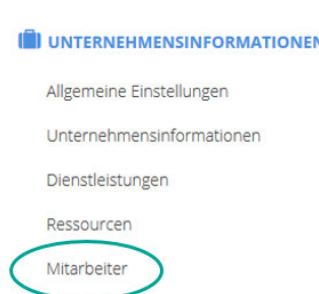 UNTERNEHMENSINFORMATIONEN
Allgemeine Einstellungen
Unternehmensinformationen
Dienstleistungen
Ressourcen
Mitarbeiter